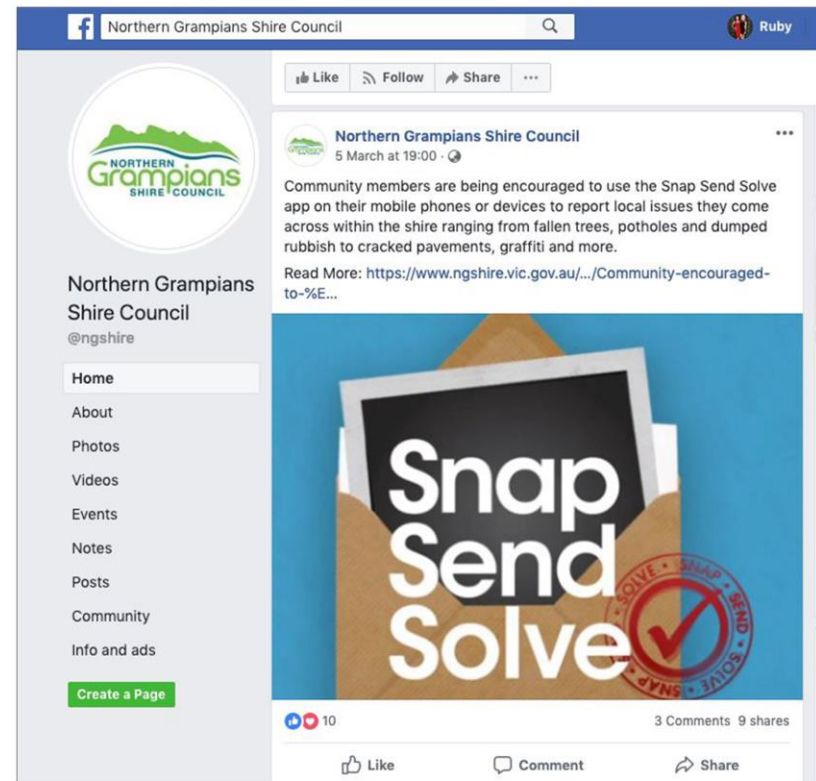 Northern Grampians Shire Council
Ruby
NORTHERN
Grampians
SHIRE COUNCIL
Northern Grampians
Shire Council
@ngshire
Home
About
Photos
Videos
Events
Notes
Posts
Community
Info and ads
Create a Page
Like Follow Share ...
Northern Grampians Shire Council
5 March at 19:00 ·
Community members are being encouraged to use the Snap Send Solve
app on their mobile phones or devices to report local issues they come
across within the shire ranging from fallen trees, potholes and dumped
rubbish to cracked pavements, graffiti and more.
Read More: https://www.ngshire.vic.gov.au/.../Community-encouraged-
to-%E...
Snap
Send
Solve
SNAP • SEND • SOLVE • SNAP • SEND • SOLVE •
10
3 Comments 9 shares
Like Comment Share